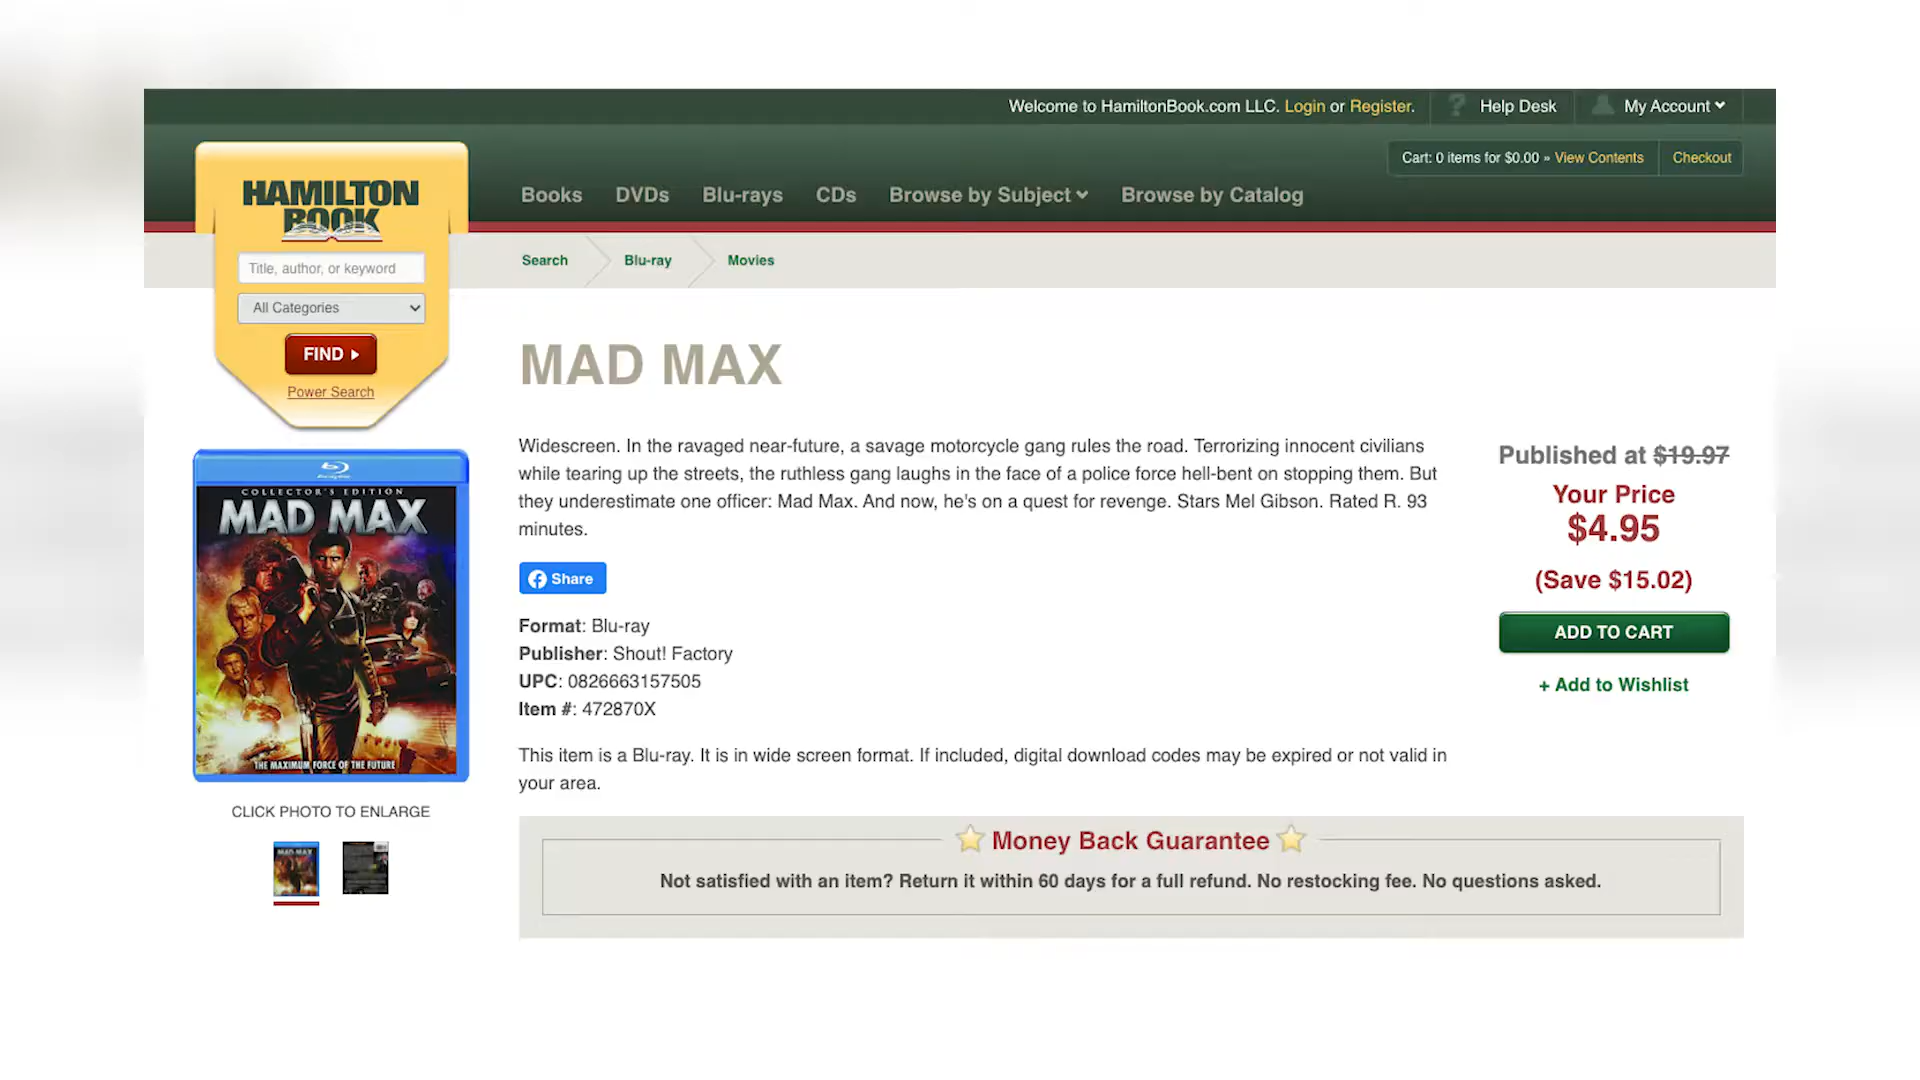 Welcome to HamiltonBook.com LLC. Login or Register.
Help Desk
My Account
Cart: 0 items for $0.00 » View Contents
Checkout
HAMILTON
BOOK
Books
DVDs
Blu-rays
CDs
Browse by Subject
Browse by Catalog
Title, author, or keyword
All Categories
FIND
Power Search
Search
Blu-ray
Movies
MAD MAX
Widescreen. In the ravaged near-future, a savage motorcycle gang rules the road. Terrorizing innocent civilians
while tearing up the streets, the ruthless gang laughs in the face of a police force hell-bent on stopping them. But
they underestimate one officer: Mad Max. And now, he's on a quest for revenge. Stars Mel Gibson. Rated R. 93
minutes.
Share
Format: Blu-ray
Publisher: Shout! Factory
UPC: 0826663157505
Item #: 472870X
This item is a Blu-ray. It is in wide screen format. If included, digital download codes may be expired or not valid in
your area.
Published at $19.97
Your Price
$4.95
(Save $15.02)
ADD TO CART
+ Add to Wishlist
COLLECTOR'S EDITION
MAD MAX
THE MAXIMUM FORCE OF THE FUTURE
CLICK PHOTO TO ENLARGE
MAD MAX
Money Back Guarantee
Not satisfied with an item? Return it within 60 days for a full refund. No restocking fee. No questions asked.